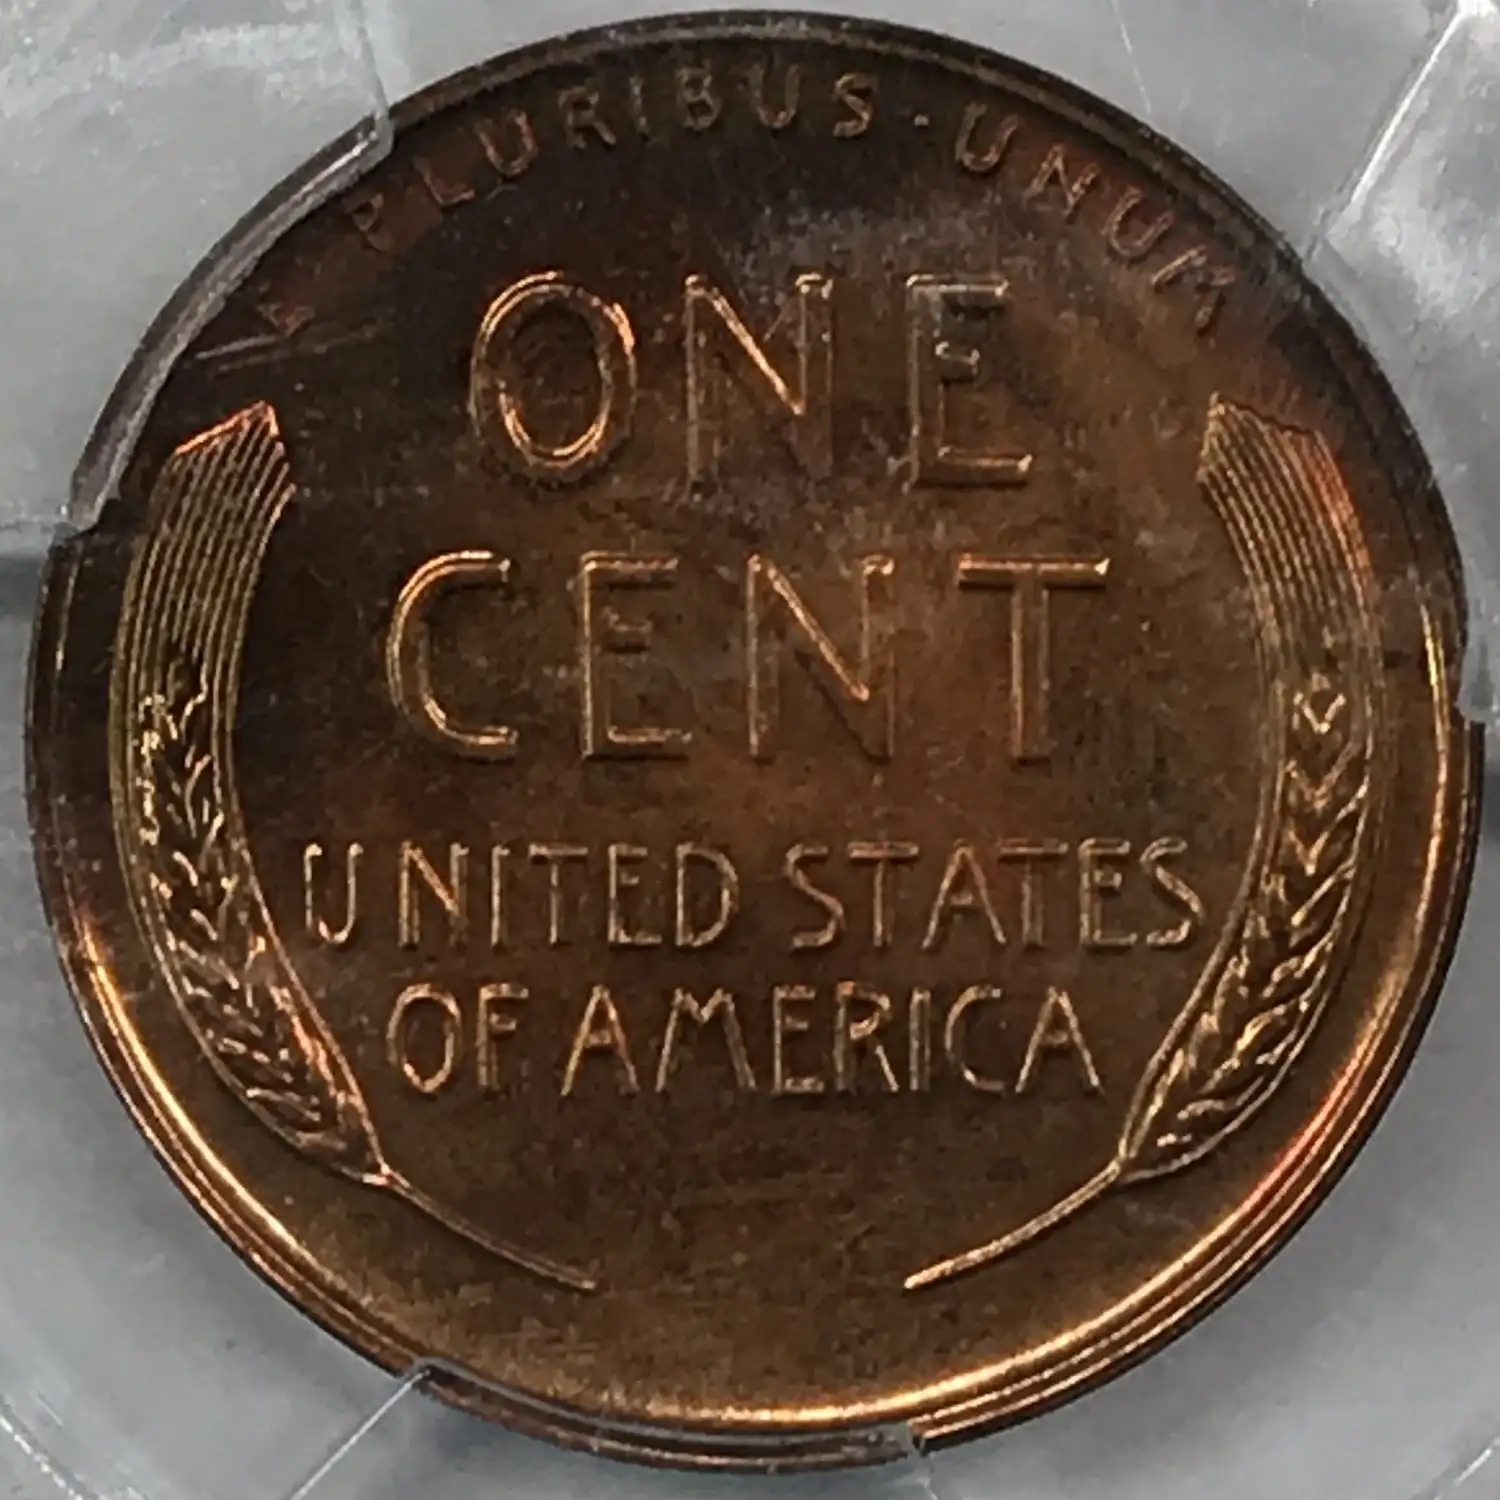 E PLURIBUS · UNUM
ONE
CENT
UNITED STATES
OF AMERICA